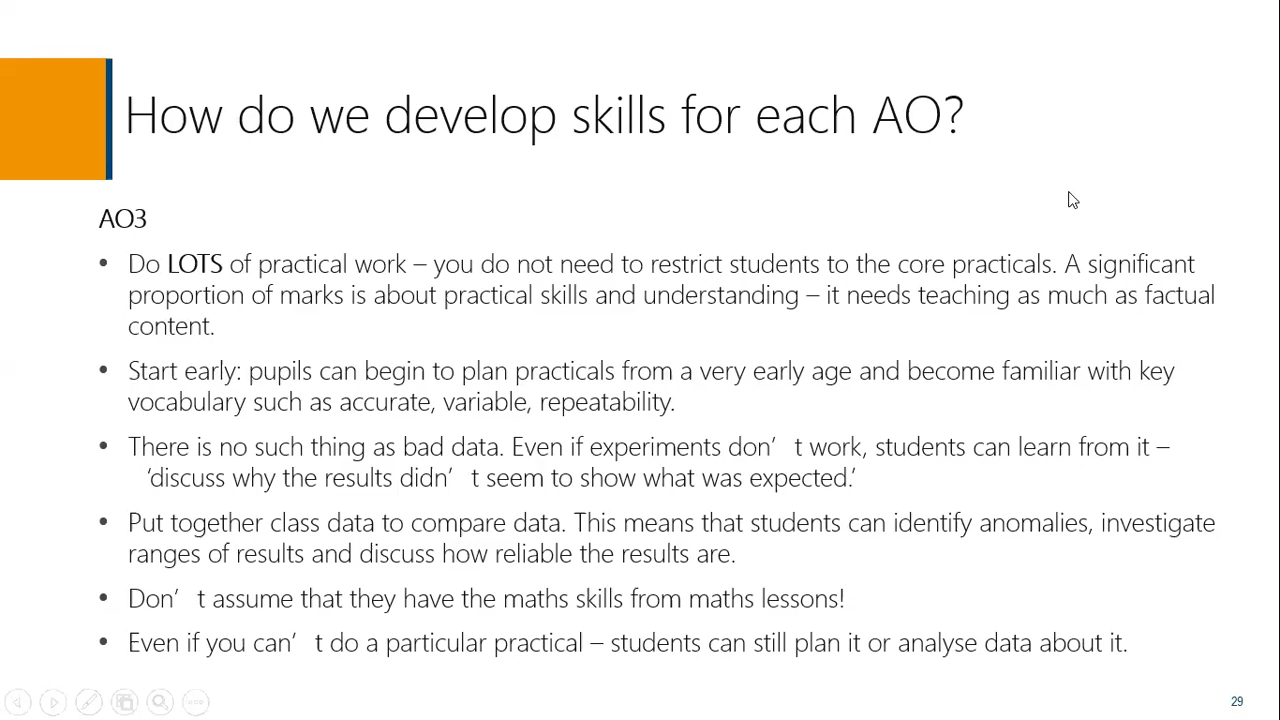 How do we develop skills for each AO?
AO3
• Do LOTS of practical work – you do not need to restrict students to the core practicals. A significant
proportion of marks is about practical skills and understanding – it needs teaching as much as factual
content.
• Start early: pupils can begin to plan practicals from a very early age and become familiar with key
vocabulary such as accurate, variable, repeatability.
• There is no such thing as bad data. Even if experiments don’ t work, students can learn from it –
‘discuss why the results didn’ t seem to show what was expected.’
• Put together class data to compare data. This means that students can identify anomalies, investigate
ranges of results and discuss how reliable the results are.
• Don’ t assume that they have the maths skills from maths lessons!
• Even if you can’ t do a particular practical – students can still plan it or analyse data about it.
29